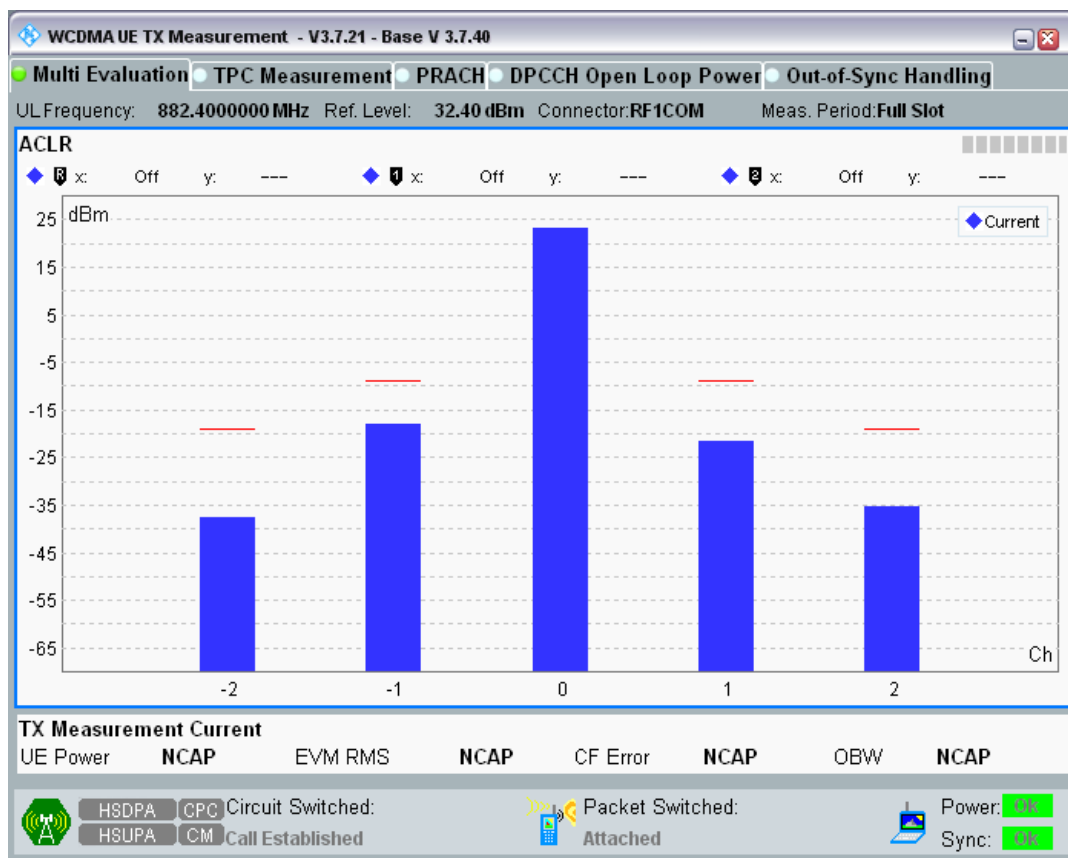 WCDMA UE TX Measurement - V3.7.21 - Base V 3.7.40
Multi Evaluation TPC Measurement PRACH DPCCH Open Loop Power Out-of-Sync Handling
UL Frequency: 882.4000000 MHz Ref. Level: 32.40 dBm Connector:RF1COM Meas. Period:Full Slot
ACLR
R x: Off y: --- 1 x: Off y: --- 2 x: Off y: ---
dBm
Current
25
15
5
-5
-15
-25
-35
-45
-55
-65
Ch
-2 -1 0 1 2
TX Measurement Current
UE Power NCAP EVM RMS NCAP CF Error NCAP OBW NCAP
HSDPA CPC Circuit Switched: Packet Switched: Power: Ok
HSUPA CM Call Established Attached Sync: Ok